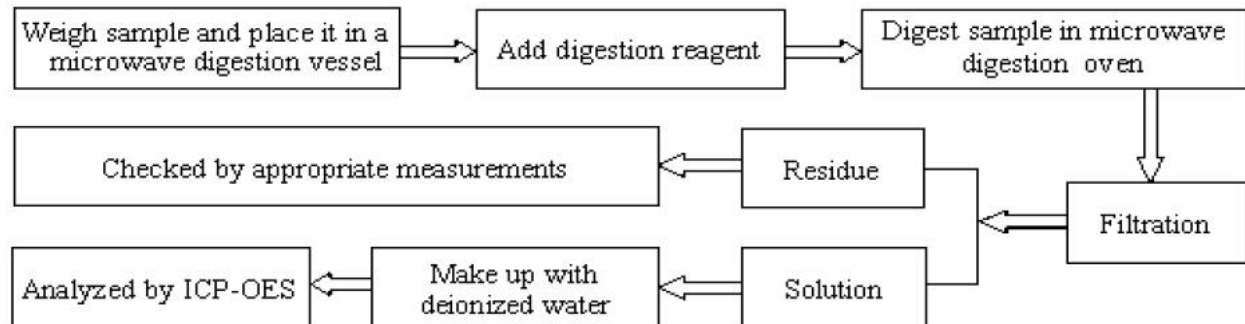 Weigh sample and place it in a
microwave digestion vessel
Add digestion reagent
Digest sample in microwave
digestion oven
Filtration
Residue
Checked by appropriate measurements
Solution
Make up with
deionized water
Analyzed by ICP-OES